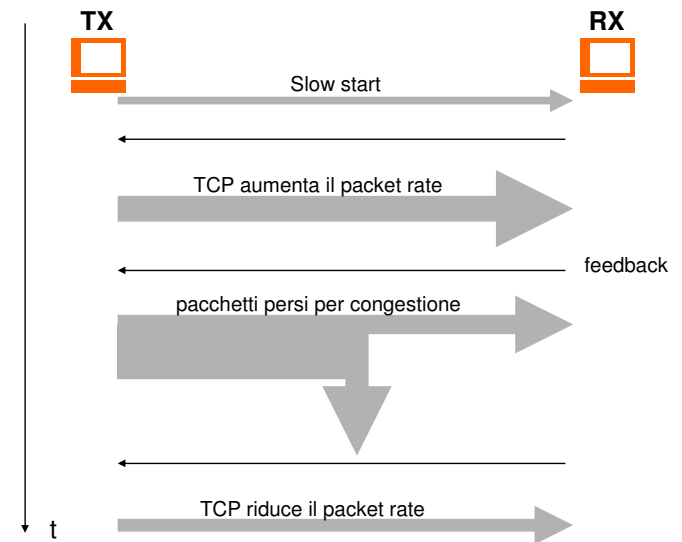 TX
RX
Slow start
TCP aumenta il packet rate
feedback
pacchetti persi per congestione
TCP riduce il packet rate
t